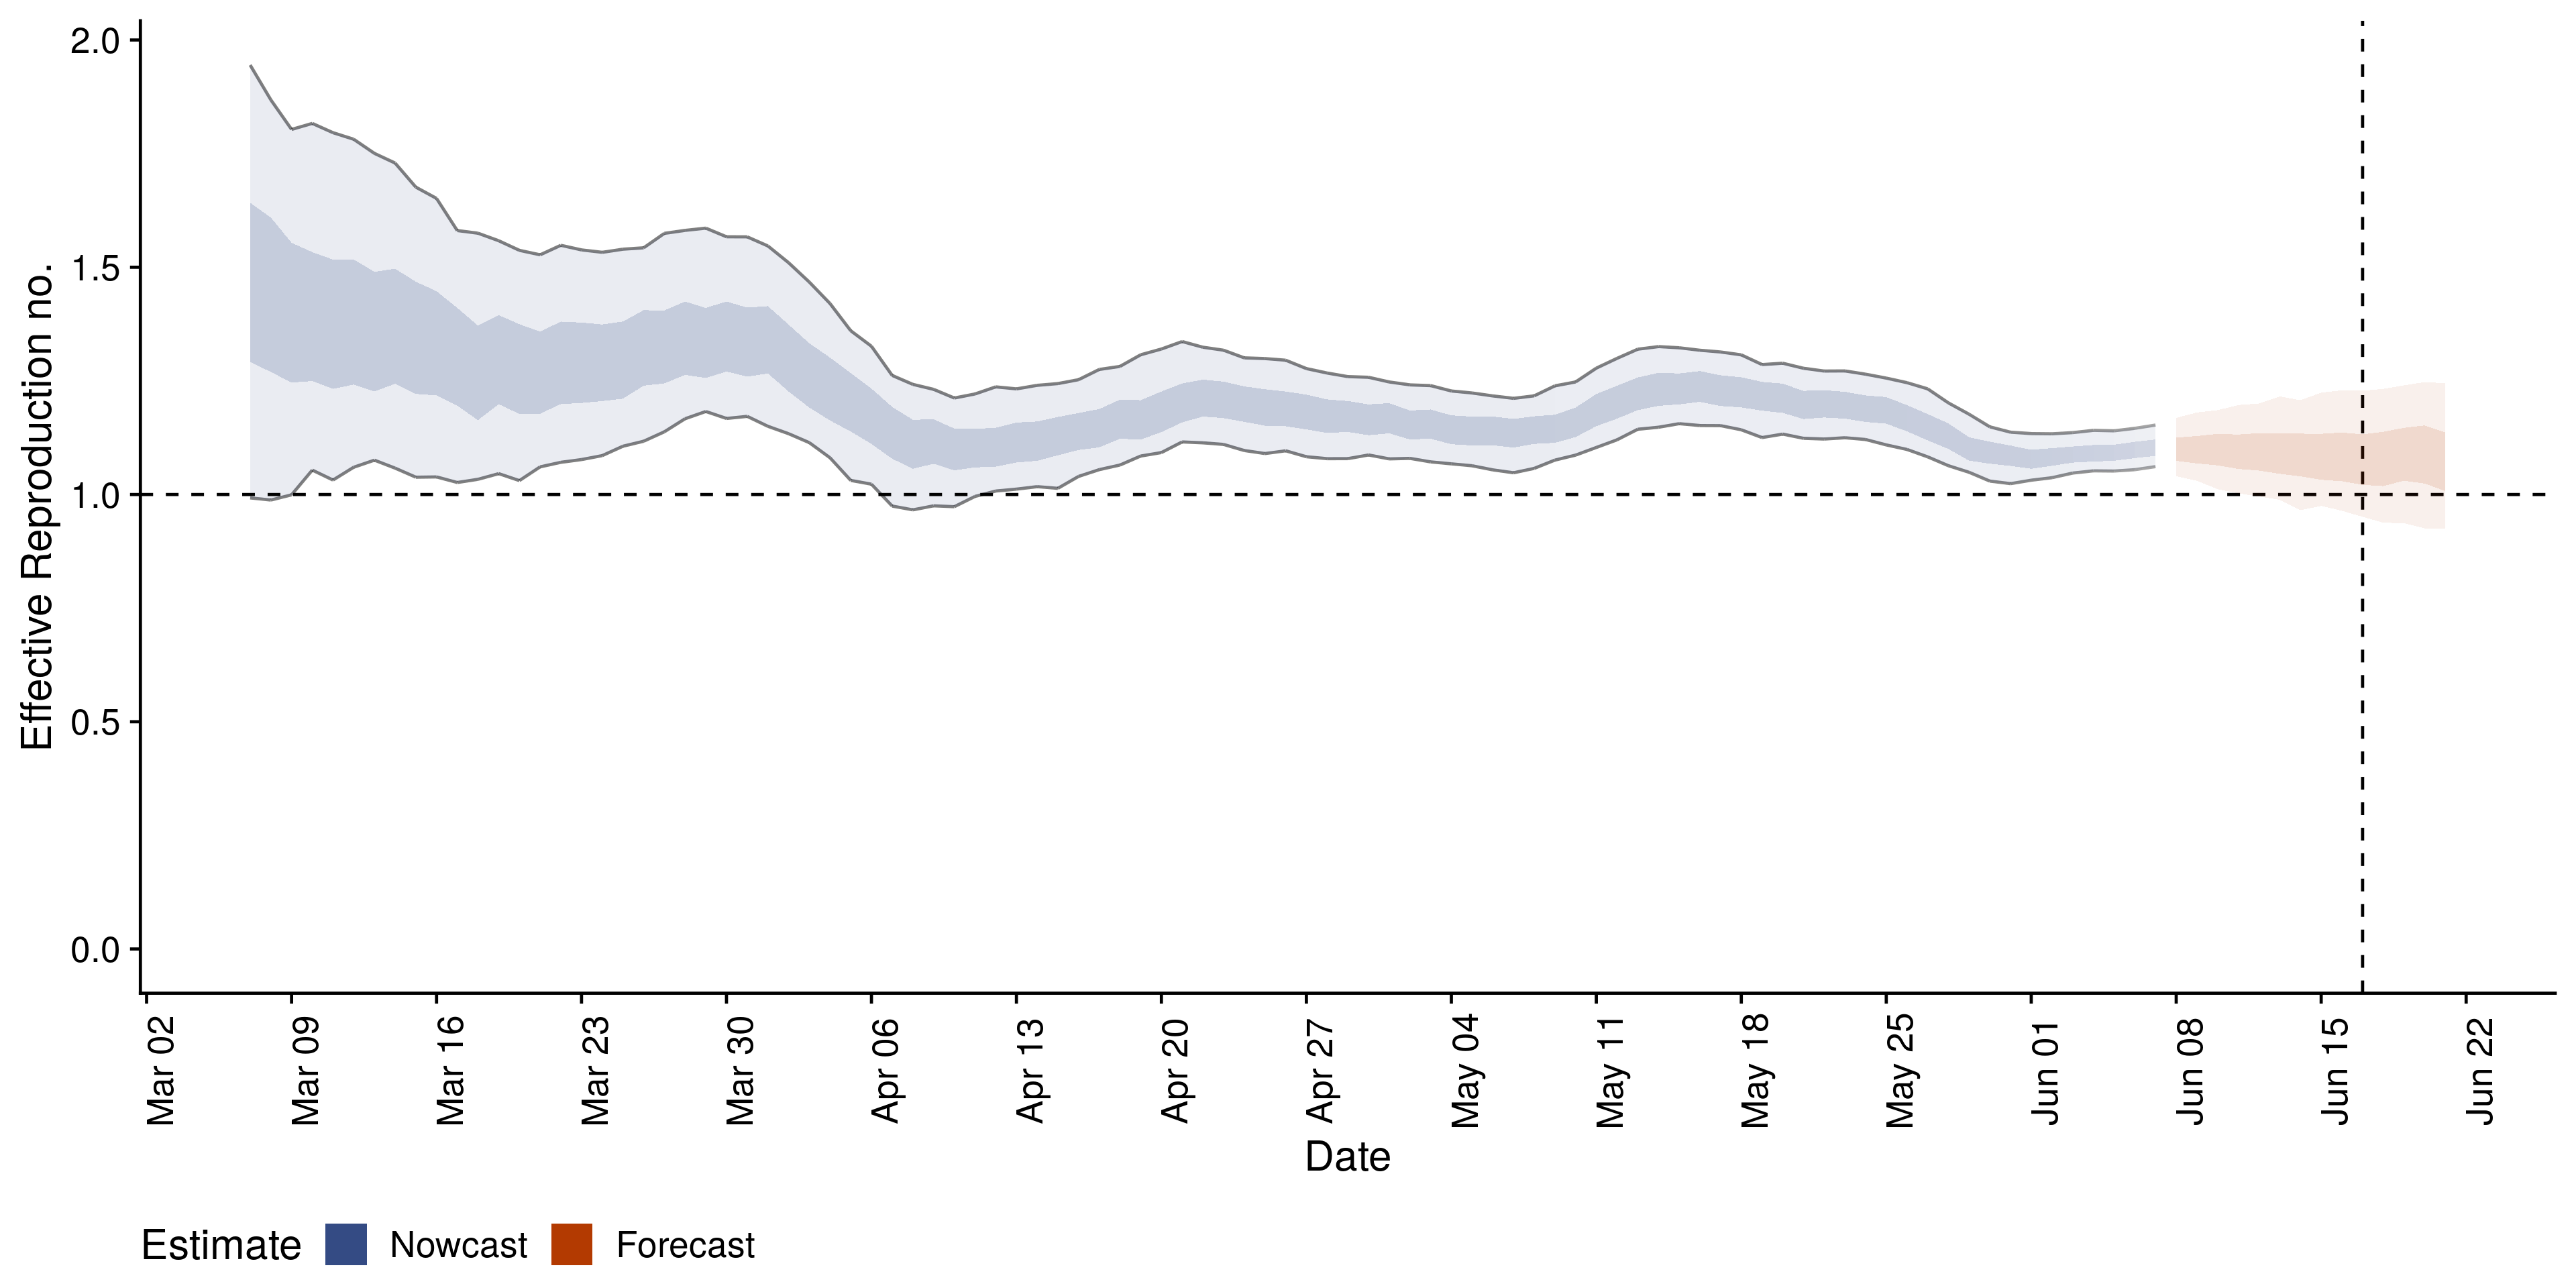 Effective Reproduction no.
2.0
1.5
1.0
0.5
0.0
Mar 02
Mar 09
Mar 16
Mar 23
Mar 30
Apr 06
Apr 13
Apr 20
Apr 27
May 04
May 11
May 18
May 25
Jun 01
Jun 08
Jun 15
Jun 22
Date
Estimate Nowcast Forecast